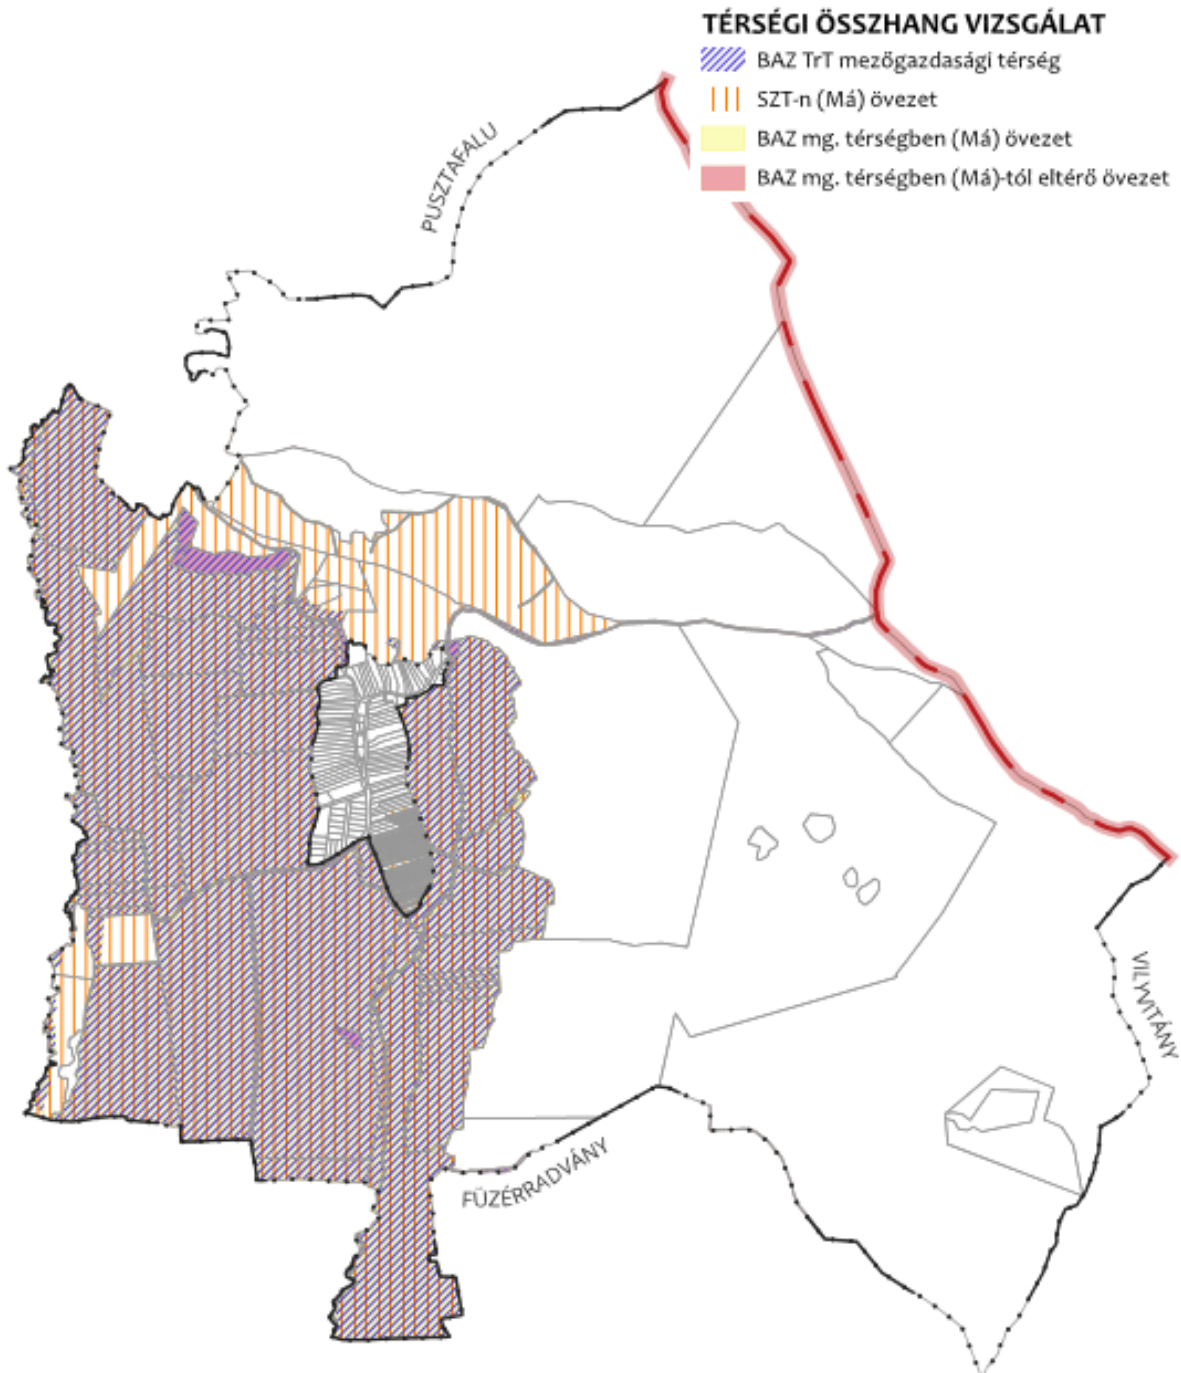 TÉRSÉGI ÖSSZHANG VIZSGÁLAT
BAZ TrT mezőgazdasági térség
SZT-n (Má) övezet
BAZ mg. térségben (Má) övezet
BAZ mg. térségben (Má)-tól eltérő övezet
PUSZTAFALU
VILYVITÁNY
FÜZÉRRADVÁNY